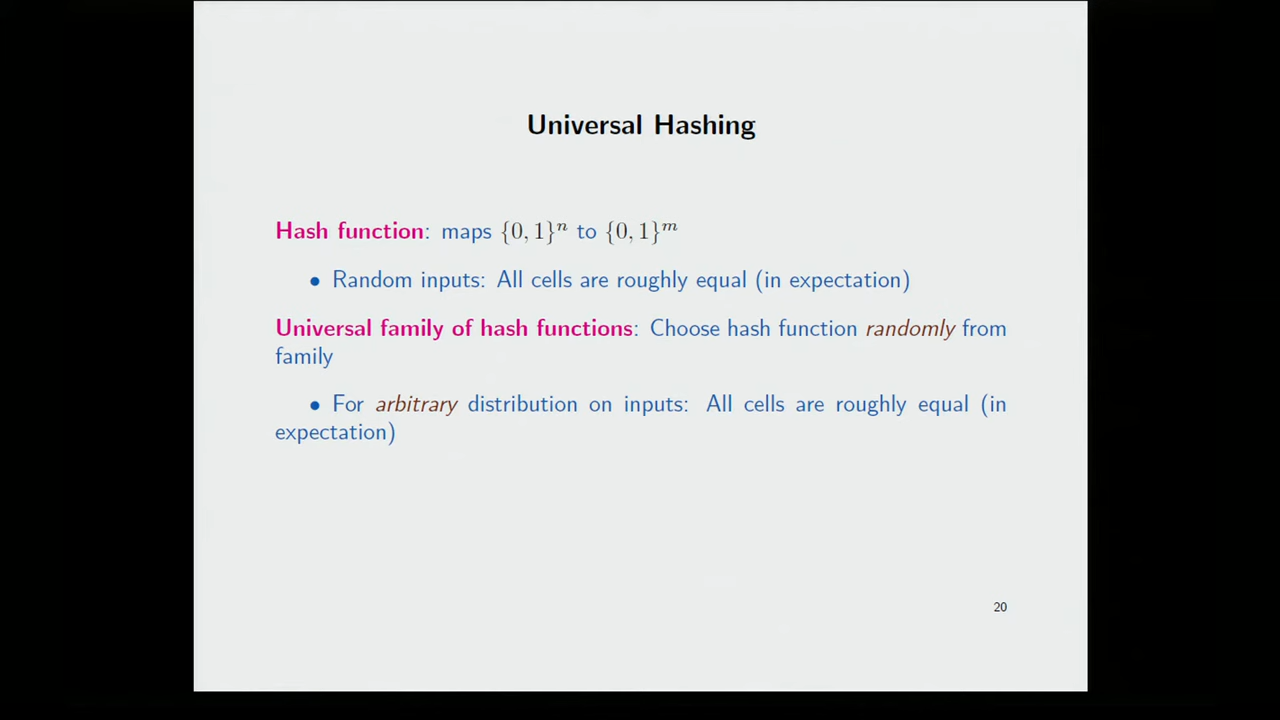 Universal Hashing
Hash function: maps {0, 1}ⁿ to {0, 1}ᵐ
• Random inputs: All cells are roughly equal (in expectation)
Universal family of hash functions: Choose hash function randomly from
family
• For arbitrary distribution on inputs: All cells are roughly equal (in
expectation)
20